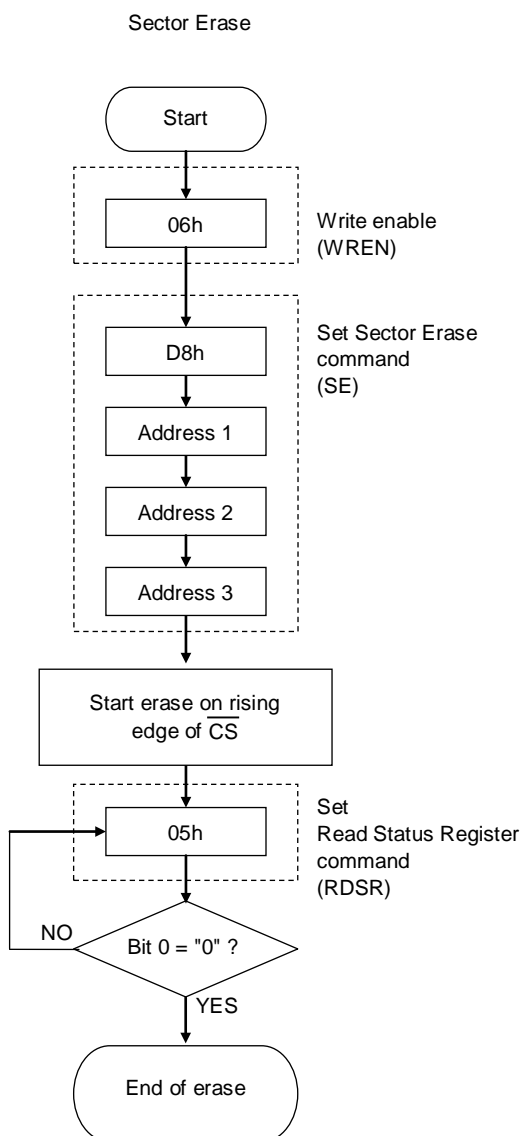 Sector Erase
Start
06h
Write enable
(WREN)
D8h
Set Sector Erase
command
(SE)
Address 1
Address 2
Address 3
Start erase on rising
edge of C̅S̅
05h
Set
Read Status Register
command
(RDSR)
NO
Bit 0 = "0" ?
YES
End of erase